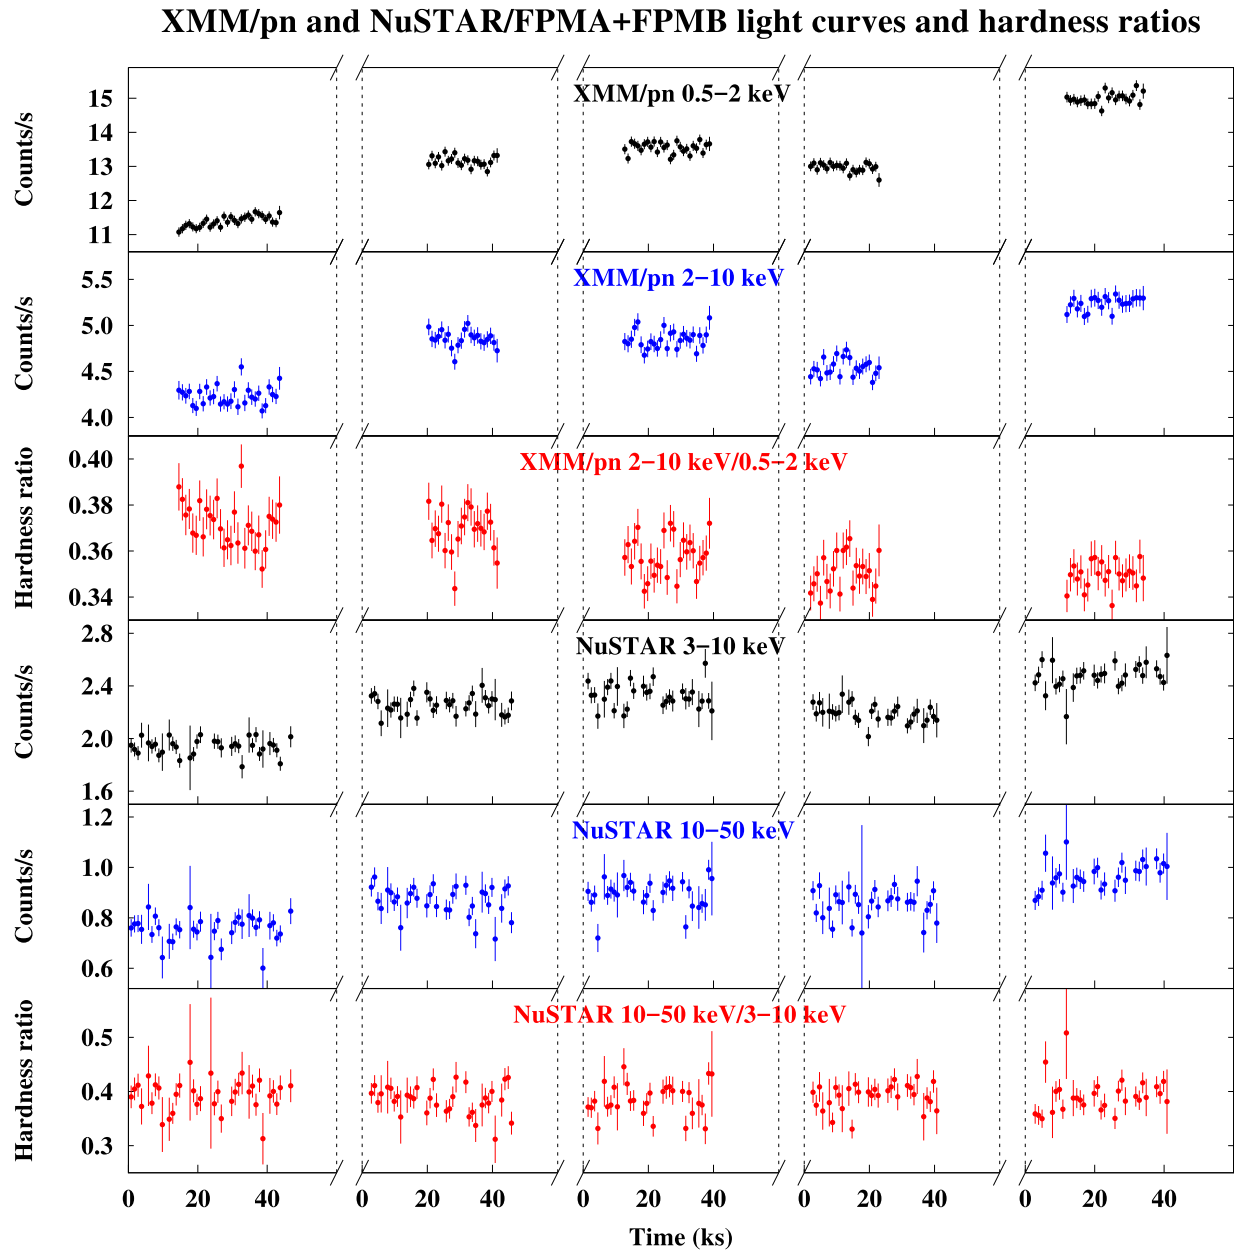 XMM/pn and NuSTAR/FPMA+FPMB light curves and hardness ratios
XMM/pn 0.5−2 keV
Counts/s
15
14
13
12
11
XMM/pn 2−10 keV
Counts/s
5.5
5.0
4.5
4.0
XMM/pn 2−10 keV/0.5−2 keV
Hardness ratio
0.40
0.38
0.36
0.34
NuSTAR 3−10 keV
Counts/s
2.8
2.4
2.0
1.6
NuSTAR 10−50 keV
Counts/s
1.2
1.0
0.8
0.6
NuSTAR 10−50 keV/3−10 keV
Hardness ratio
0.5
0.4
0.3
0 20 40 0 20 40 0 20 40 0 20 40 0 20 40
Time (ks)